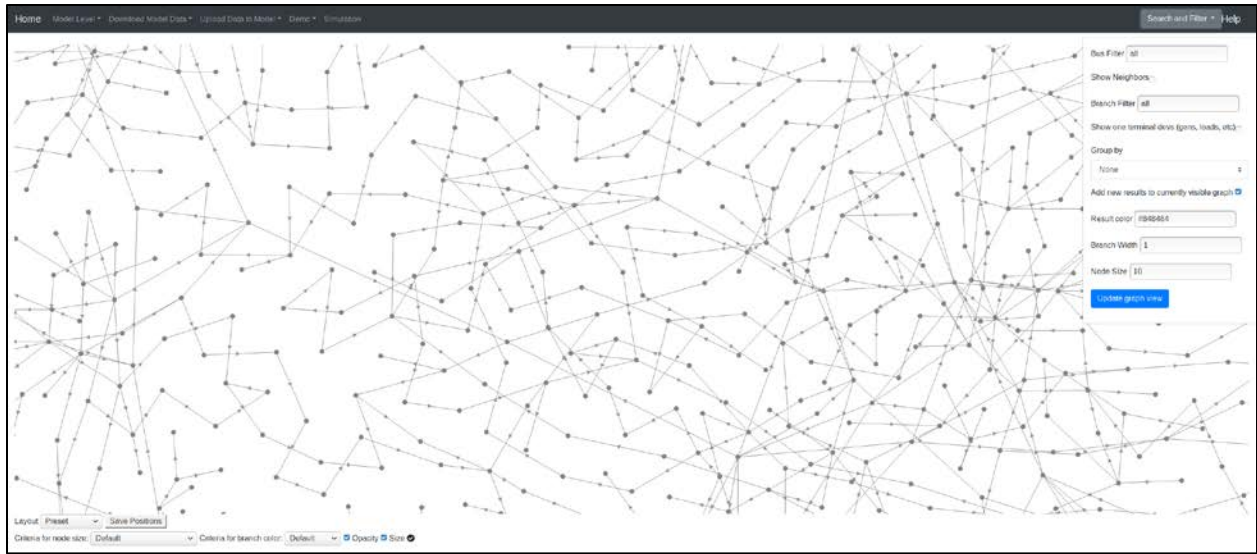 Home Model Level Download Model Data Upload Data to Model Demo Simulation Search and Filter Help
Bus Filter all
Show Neighbors
Branch Filter all
Show one terminal devs (gens, loads, etc)
Group by
None
Add new results to currently visible graph
Result color #848484
Branch Width 1
Node Size 10
Update graph view
Layout Preset Save Positions
Criteria for node size: Default Criteria for branch color: Default Opacity Size